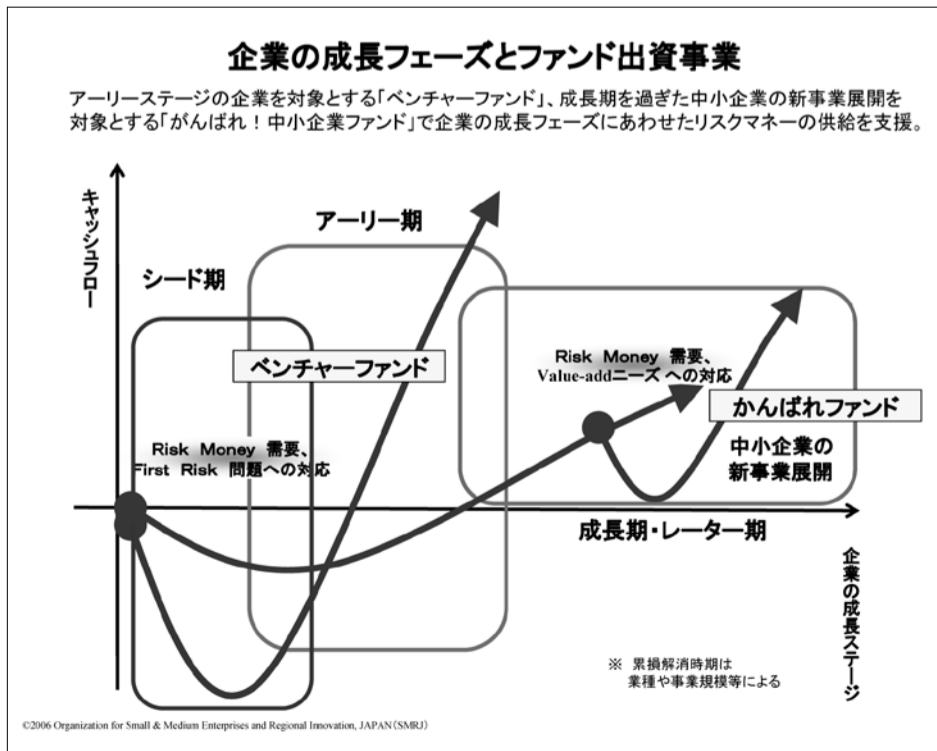 企業の成長フェーズとファンド出資事業
アーリーステージの企業を対象とする「ベンチャーファンド」、成長期を過ぎた中小企業の新事業展開を
対象とする「がんばれ！中小企業ファンド」で企業の成長フェーズにあわせたリスクマネーの供給を支援。
キャッシュフロー
アーリー期
シード期
ベンチャーファンド
Risk Money 需要、
Value-addニーズ への対応
かんばれファンド
中小企業の
新事業展開
Risk Money 需要、
First Risk 問題への対応
成長期・レーター期
企業の成長ステージ
※ 累損解消時期は
業種や事業規模等による
©2006 Organization for Small & Medium Enterprises and Regional Innovation, JAPAN（SMRJ）